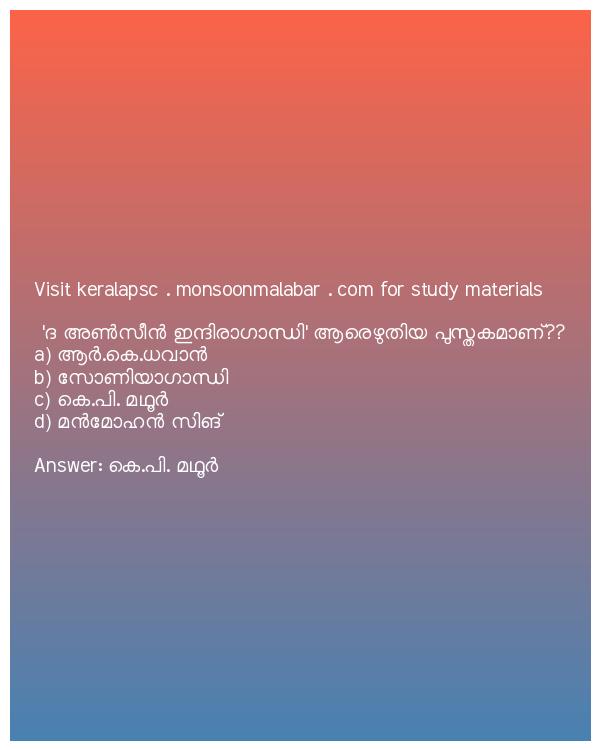 Visit keralapsc . monsoonmalabar . com for study materials
'ദ അൺസീൻ ഇന്ദിരാഗാന്ധി' ആരെഴുതിയ പുസ്തകമാണ്??
a) ആർ.കെ.ധവാൻ
b) സോണിയാഗാന്ധി
c) കെ.പി. മഥൂർ
d) മൻമോഹൻ സിങ്
Answer: കെ.പി. മഥൂർ